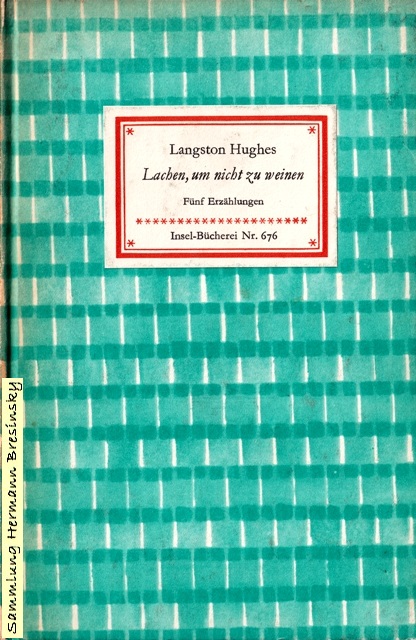 Langston Hughes
Lachen, um nicht zu weinen
Fünf Erzählungen
Insel-Bücherei Nr. 676
Sammlung Hermann Bresinsky